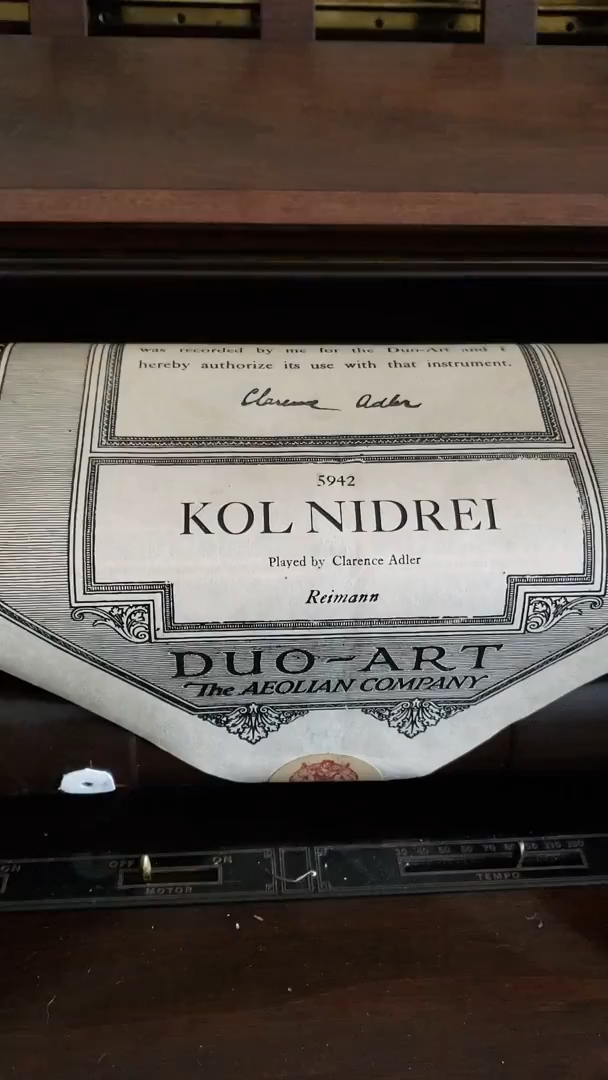 was recorded by me for the Duo-Art and I
hereby authorize its use with that instrument.
Clarence Adler
5942
KOL NIDREI
Played by Clarence Adler
Reimann
DUO-ART
The AEOLIAN COMPANY
ON
OFF ON
MOTOR
TEMPO